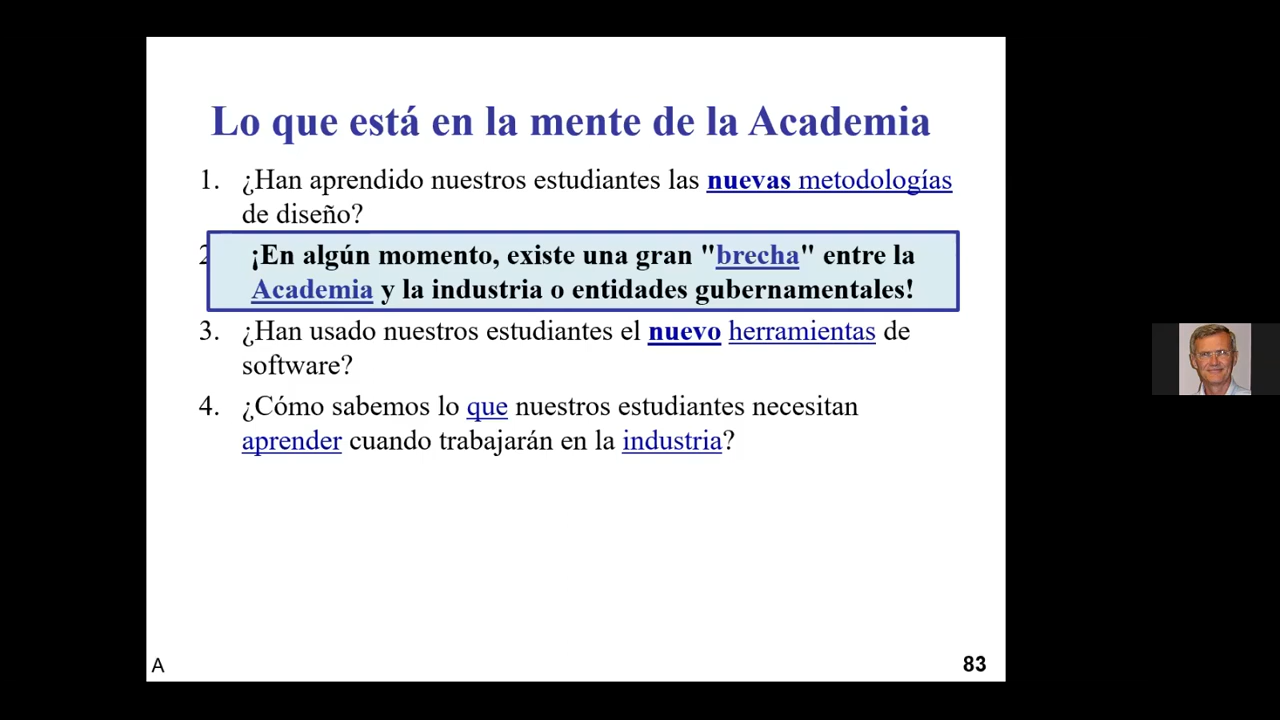 Lo que está en la mente de la Academia
1. ¿Han aprendido nuestros estudiantes las nuevas metodologías
de diseño?
2
¡En algún momento, existe una gran "brecha" entre la
Academia y la industria o entidades gubernamentales!
3. ¿Han usado nuestros estudiantes el nuevo herramientas de
software?
4. ¿Cómo sabemos lo que nuestros estudiantes necesitan
aprender cuando trabajarán en la industria?
A
83